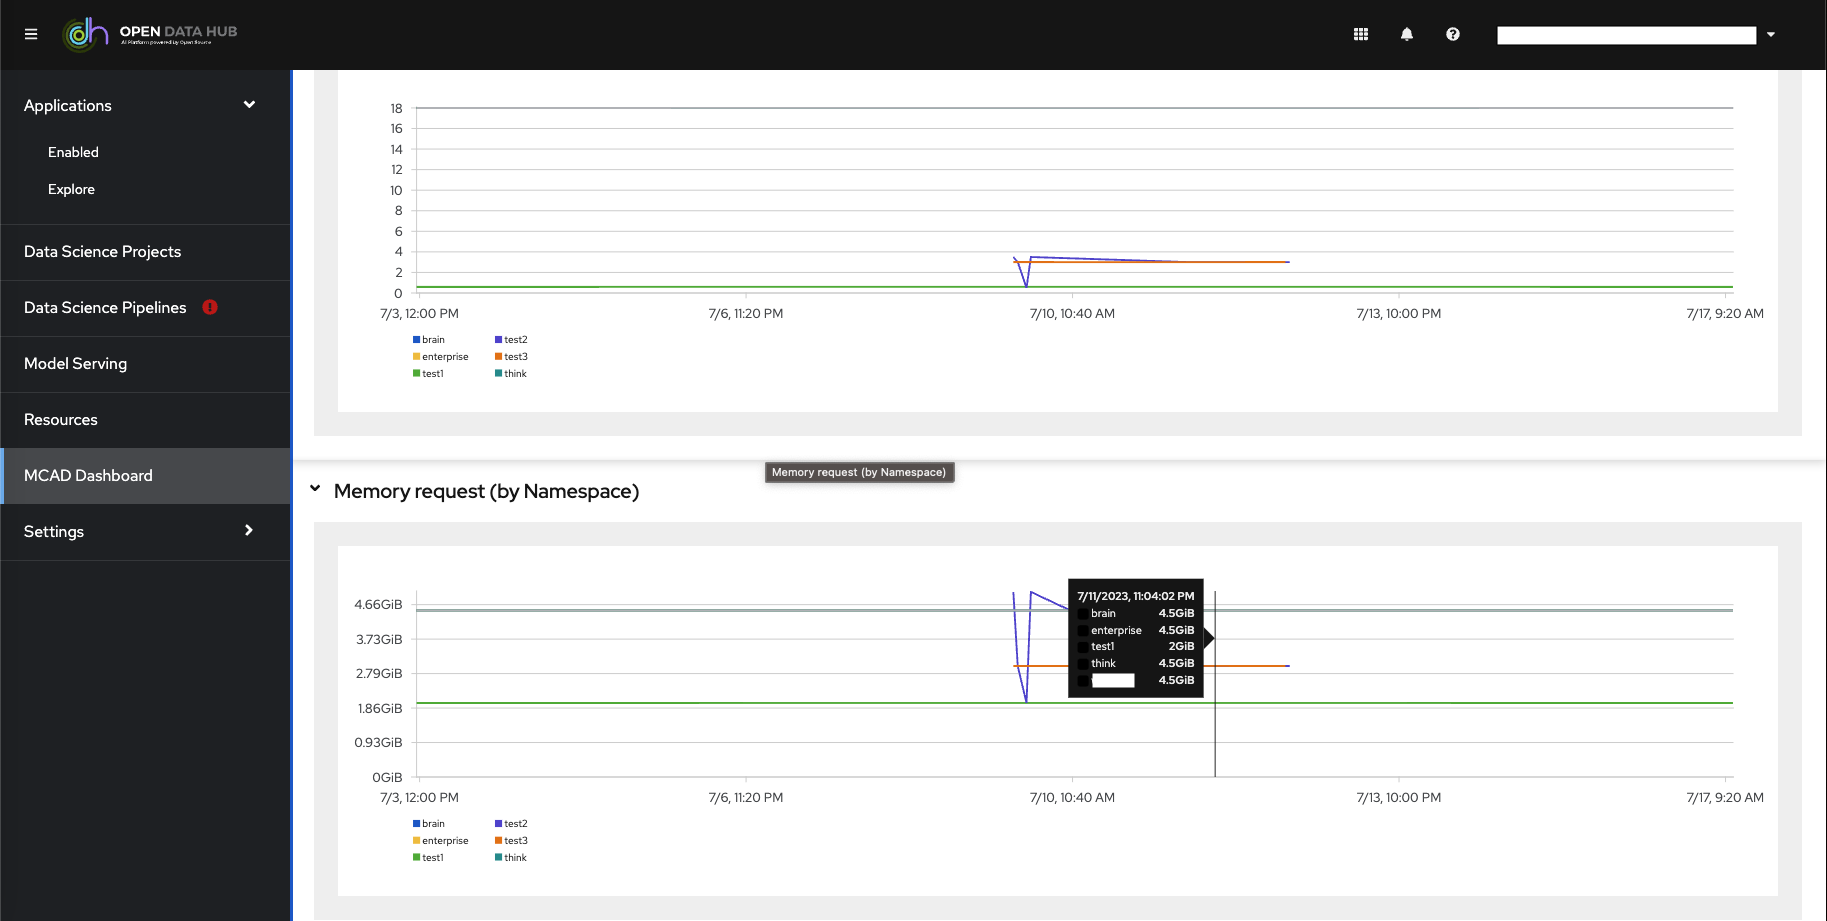 OPEN DATA HUB
AI Platform powered by Open Source
Applications
Enabled
Explore
Data Science Projects
Data Science Pipelines
Model Serving
Resources
MCAD Dashboard
Settings
18
16
14
12
10
8
6
4
2
0
7/3, 12:00 PM
7/6, 11:20 PM
7/10, 10:40 AM
7/13, 10:00 PM
7/17, 9:20 AM
brain
test2
enterprise
test3
test1
think
Memory request (by Namespace)
Memory request (by Namespace)
4.66GiB
3.73GiB
2.79GiB
1.86GiB
0.93GiB
0GiB
7/11/2023, 11:04:02 PM
brain 4.5GiB
enterprise 4.5GiB
test1 2GiB
think 4.5GiB
4.5GiB
7/3, 12:00 PM
7/6, 11:20 PM
7/10, 10:40 AM
7/13, 10:00 PM
7/17, 9:20 AM
brain
test2
enterprise
test3
test1
think